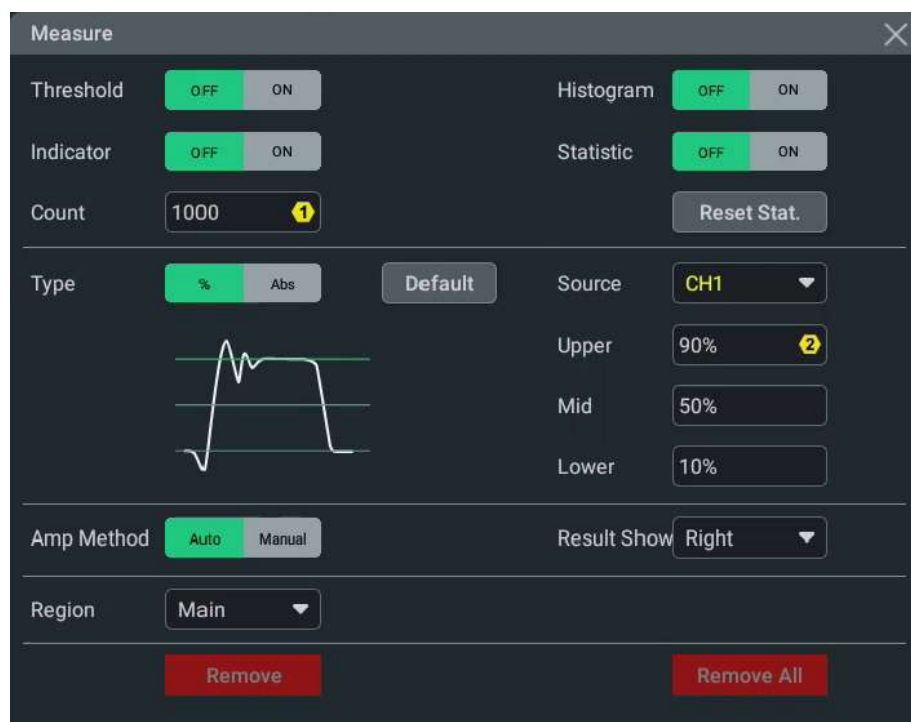 Measure
Threshold OFF ON Histogram OFF ON
Indicator OFF ON Statistic OFF ON
Count 1000 1 Reset Stat.
Type % Abs Default Source CH1
Upper 90% 2
Mid 50%
Lower 10%
Amp Method Auto Manual Result Show Right
Region Main
Remove Remove All